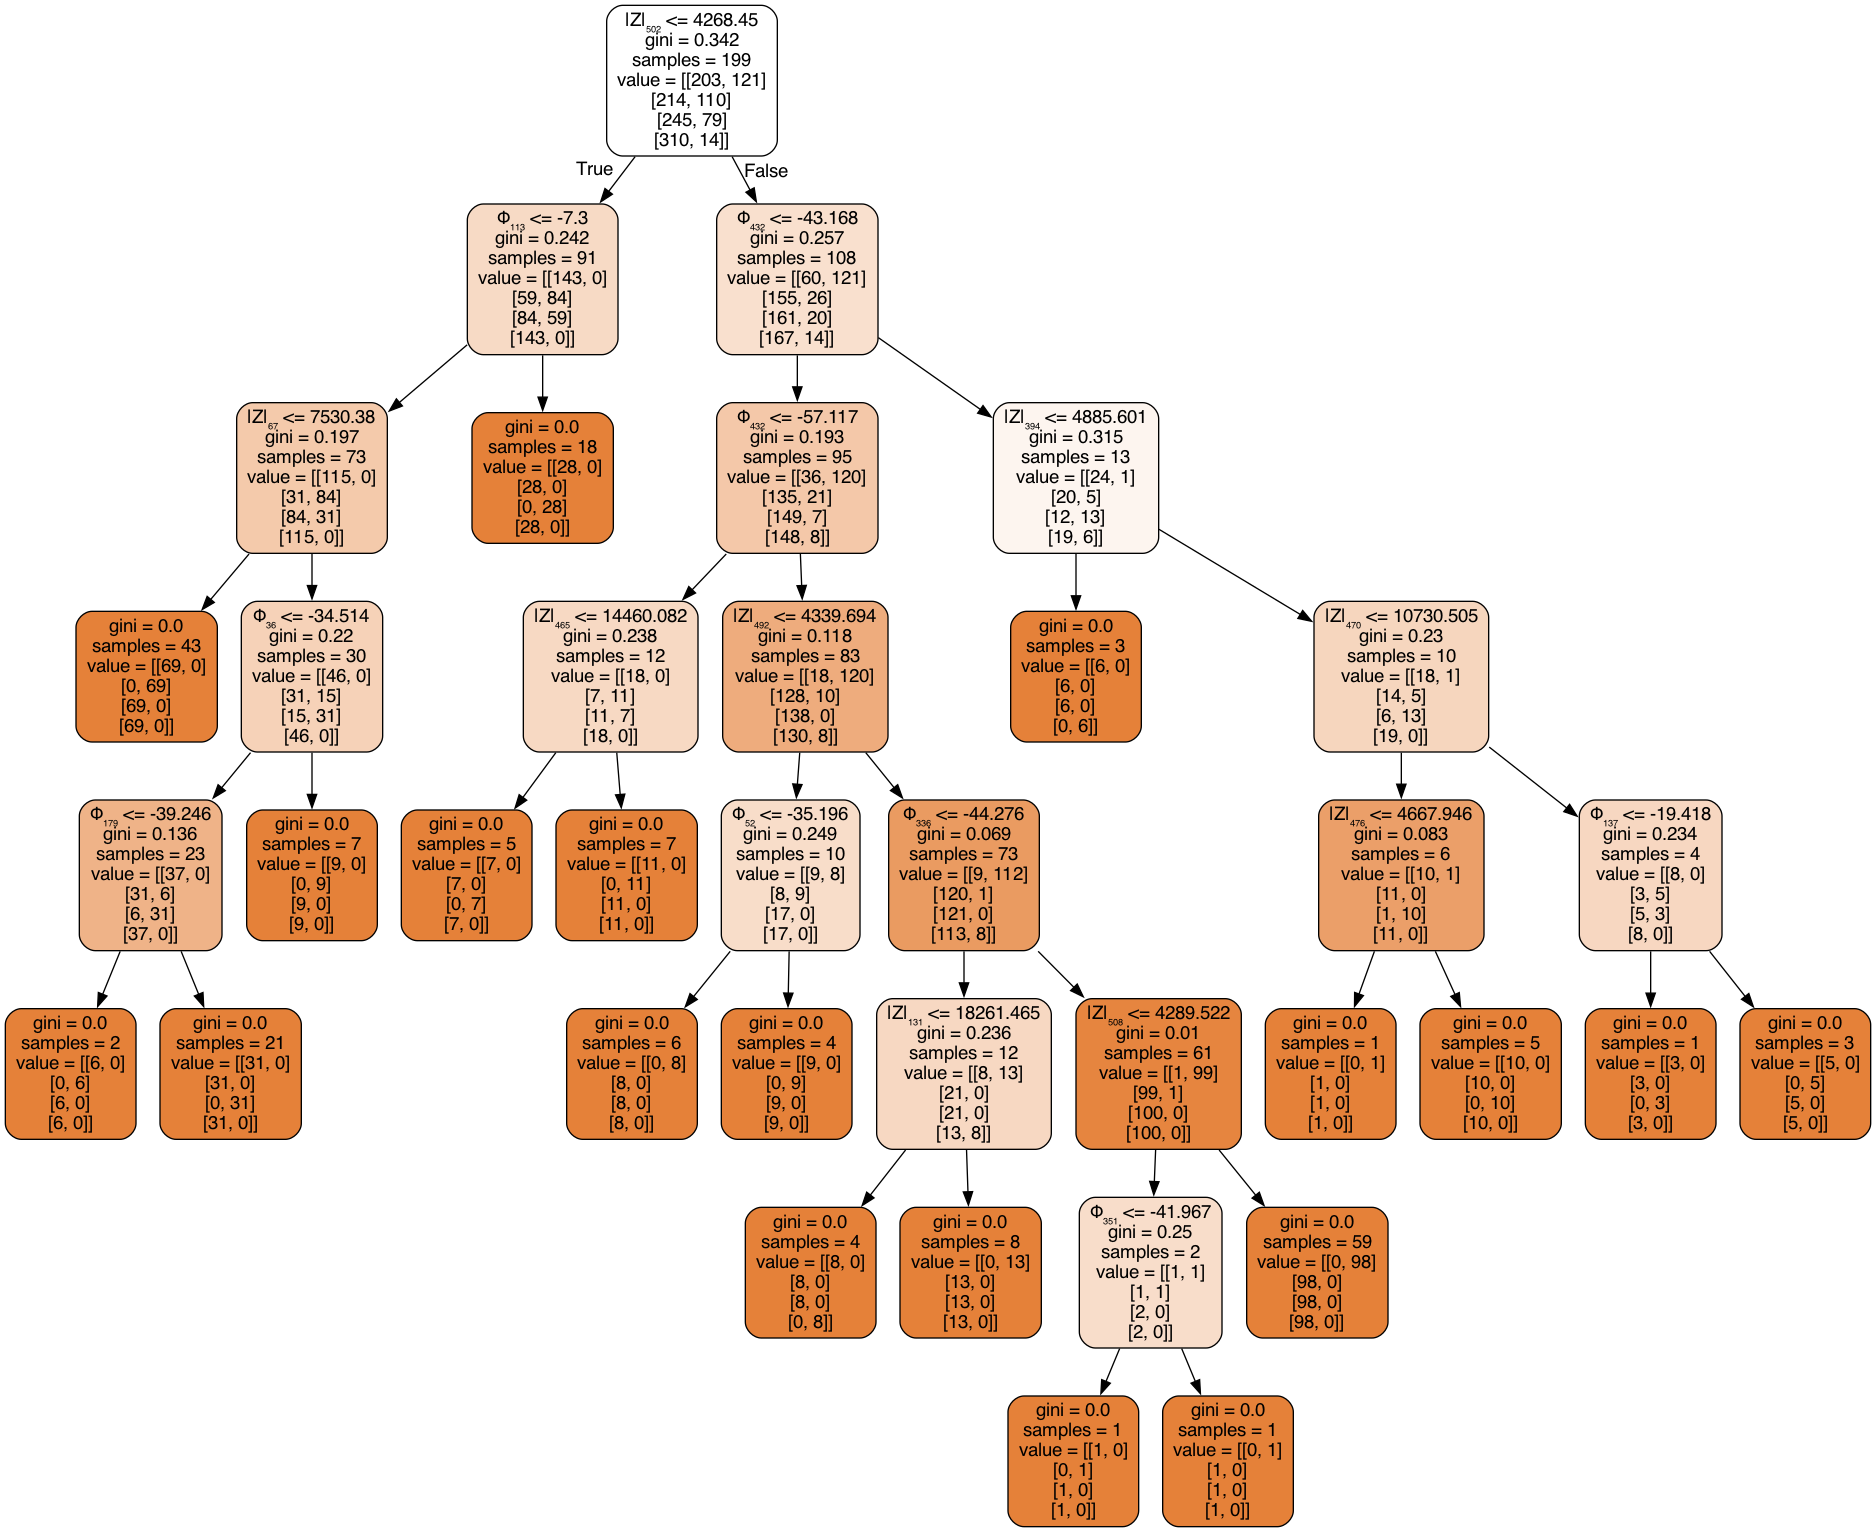 |Z|₅₀₂ <= 4268.45
gini = 0.342
samples = 199
value = [[203, 121]
[214, 110]
[245, 79]
[310, 14]]
True
False
Φ₁₁₃ <= -7.3
gini = 0.242
samples = 91
value = [[143, 0]
[59, 84]
[84, 59]
[143, 0]]
Φ₄₃₂ <= -43.168
gini = 0.257
samples = 108
value = [[60, 121]
[155, 26]
[161, 20]
[167, 14]]
|Z|₆₇ <= 7530.38
gini = 0.197
samples = 73
value = [[115, 0]
[31, 84]
[84, 31]
[115, 0]]
gini = 0.0
samples = 18
value = [[28, 0]
[28, 0]
[0, 28]
[28, 0]]
Φ₄₃₂ <= -57.117
gini = 0.193
samples = 95
value = [[36, 120]
[135, 21]
[149, 7]
[148, 8]]
|Z|₃₉₄ <= 4885.601
gini = 0.315
samples = 13
value = [[24, 1]
[20, 5]
[12, 13]
[19, 6]]
gini = 0.0
samples = 43
value = [[69, 0]
[0, 69]
[69, 0]
[69, 0]]
Φ₃₆ <= -34.514
gini = 0.22
samples = 30
value = [[46, 0]
[31, 15]
[15, 31]
[46, 0]]
|Z|₄₆₅ <= 14460.082
gini = 0.238
samples = 12
value = [[18, 0]
[7, 11]
[11, 7]
[18, 0]]
|Z|₄₉₂ <= 4339.694
gini = 0.118
samples = 83
value = [[18, 120]
[128, 10]
[138, 0]
[130, 8]]
gini = 0.0
samples = 3
value = [[6, 0]
[6, 0]
[6, 0]
[0, 6]]
|Z|₄₇₀ <= 10730.505
gini = 0.23
samples = 10
value = [[18, 1]
[14, 5]
[6, 13]
[19, 0]]
Φ₁₇₉ <= -39.246
gini = 0.136
samples = 23
value = [[37, 0]
[31, 6]
[6, 31]
[37, 0]]
gini = 0.0
samples = 7
value = [[9, 0]
[0, 9]
[9, 0]
[9, 0]]
gini = 0.0
samples = 5
value = [[7, 0]
[7, 0]
[0, 7]
[7, 0]]
gini = 0.0
samples = 7
value = [[11, 0]
[0, 11]
[11, 0]
[11, 0]]
Φ₅₂ <= -35.196
gini = 0.249
samples = 10
value = [[9, 8]
[8, 9]
[17, 0]
[17, 0]]
Φ₃₃₆ <= -44.276
gini = 0.069
samples = 73
value = [[9, 112]
[120, 1]
[121, 0]
[113, 8]]
|Z|₄₇₆ <= 4667.946
gini = 0.083
samples = 6
value = [[10, 1]
[11, 0]
[1, 10]
[11, 0]]
Φ₁₃₇ <= -19.418
gini = 0.234
samples = 4
value = [[8, 0]
[3, 5]
[5, 3]
[8, 0]]
gini = 0.0
samples = 2
value = [[6, 0]
[0, 6]
[6, 0]
[6, 0]]
gini = 0.0
samples = 21
value = [[31, 0]
[31, 0]
[0, 31]
[31, 0]]
gini = 0.0
samples = 6
value = [[0, 8]
[8, 0]
[8, 0]
[8, 0]]
gini = 0.0
samples = 4
value = [[9, 0]
[0, 9]
[9, 0]
[9, 0]]
|Z|₁₃₁ <= 18261.465
gini = 0.236
samples = 12
value = [[8, 13]
[21, 0]
[21, 0]
[13, 8]]
|Z|₅₀₈ <= 4289.522
gini = 0.01
samples = 61
value = [[1, 99]
[99, 1]
[100, 0]
[100, 0]]
gini = 0.0
samples = 1
value = [[0, 1]
[1, 0]
[1, 0]
[1, 0]]
gini = 0.0
samples = 5
value = [[10, 0]
[10, 0]
[0, 10]
[10, 0]]
gini = 0.0
samples = 1
value = [[3, 0]
[3, 0]
[0, 3]
[3, 0]]
gini = 0.0
samples = 3
value = [[5, 0]
[0, 5]
[5, 0]
[5, 0]]
gini = 0.0
samples = 4
value = [[8, 0]
[8, 0]
[8, 0]
[0, 8]]
gini = 0.0
samples = 8
value = [[0, 13]
[13, 0]
[13, 0]
[13, 0]]
Φ₃₅₁ <= -41.967
gini = 0.25
samples = 2
value = [[1, 1]
[1, 1]
[2, 0]
[2, 0]]
gini = 0.0
samples = 59
value = [[0, 98]
[98, 0]
[98, 0]
[98, 0]]
gini = 0.0
samples = 1
value = [[1, 0]
[0, 1]
[1, 0]
[1, 0]]
gini = 0.0
samples = 1
value = [[0, 1]
[1, 0]
[1, 0]
[1, 0]]